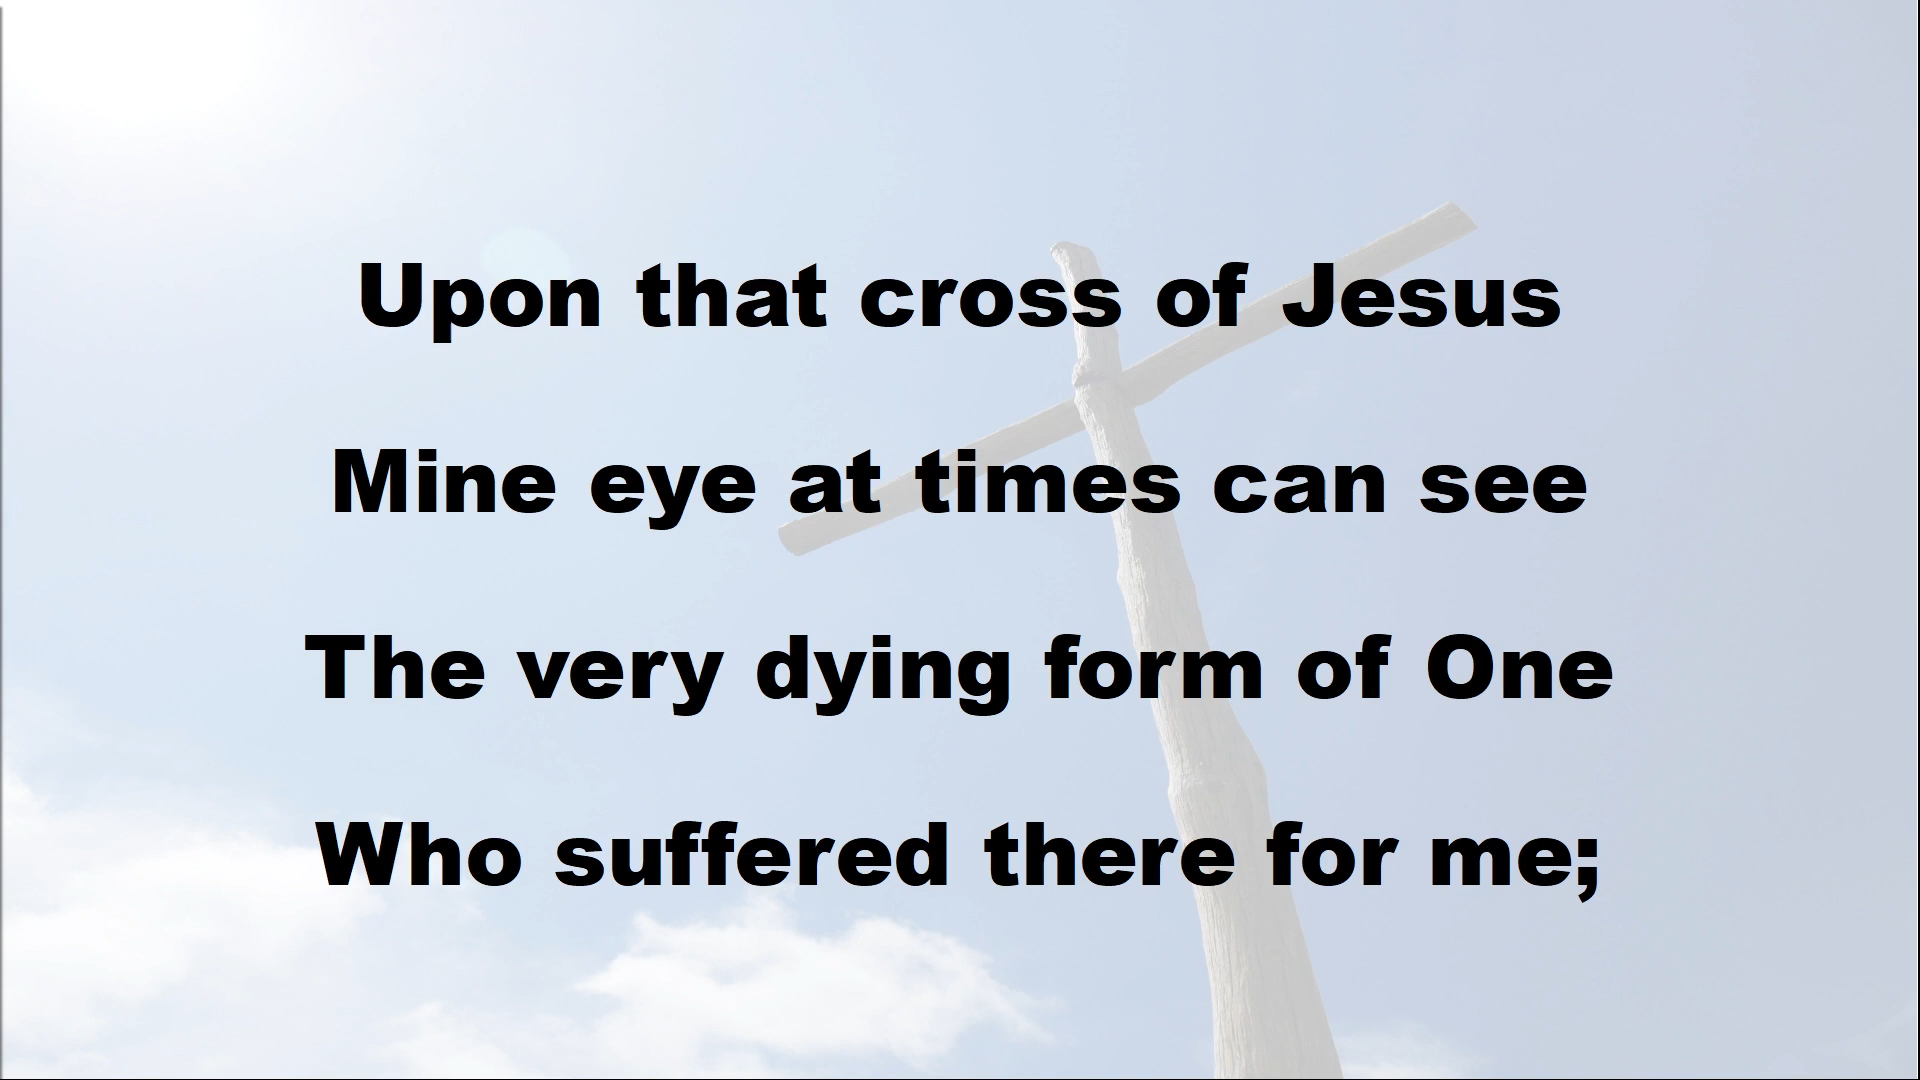 Upon that cross of Jesus
Mine eye at times can see
The very dying form of One
Who suffered there for me;